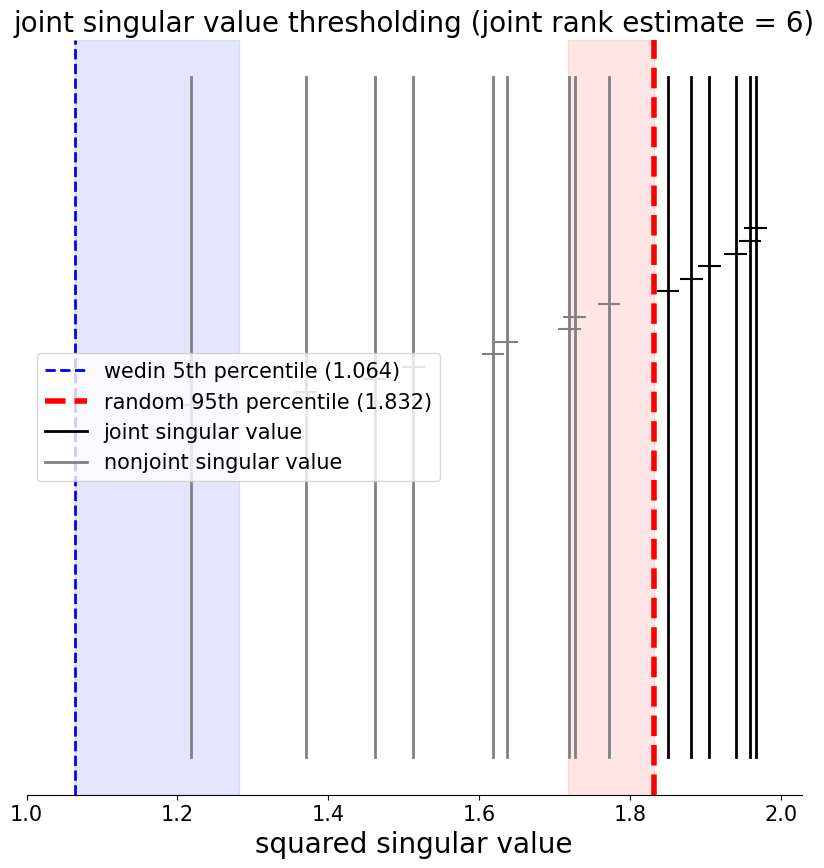 joint singular value thresholding (joint rank estimate = 6)
wedin 5th percentile (1.064)
random 95th percentile (1.832)
joint singular value
nonjoint singular value
1.0 1.2 1.4 1.6 1.8 2.0
squared singular value